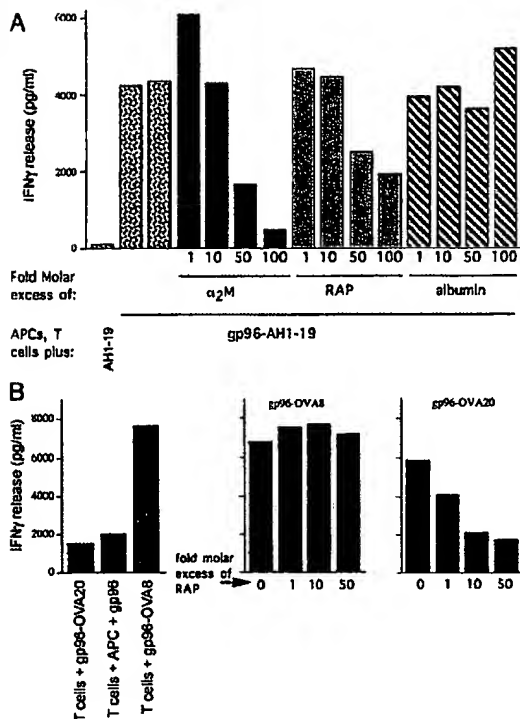 A
IFNγ release (pg/ml)
6000
4000
2000
0
1 10 50 100 1 10 50 100 1 10 50 100
Fold Molar
excess of:
α2M
RAP
albumin
APCs, T
cells plus:
AH1-19
gp96-AH1-19
B
IFNγ release (pg/ml)
8000
6000
4000
2000
0
T cells + gp96-OVA20
T cells + APC + gp96
T cells + gp96-OVA8
gp96-OVA8
fold molar
excess of
RAP
0 1 10 50
gp96-OVA20
0 1 10 50